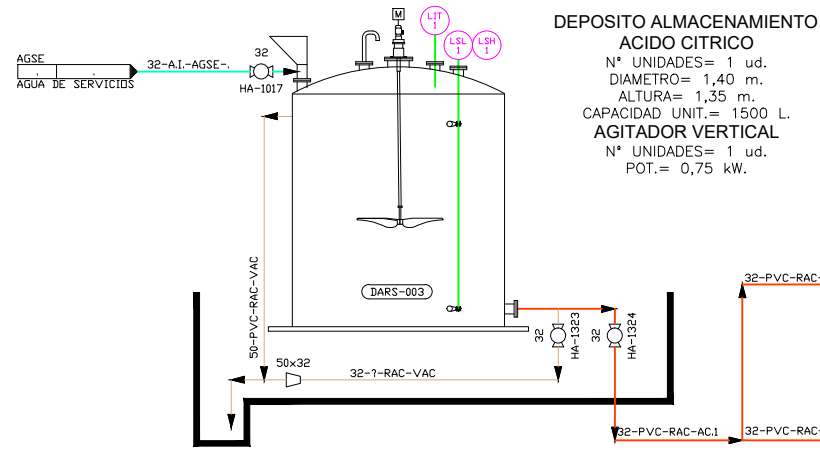 DEPOSITO ALMACENAMIENTO
ACIDO CITRICO
Nº UNIDADES= 1 ud.
DIAMETRO= 1,40 m.
ALTURA= 1,35 m.
CAPACIDAD UNIT.= 1500 L.
AGITADOR VERTICAL
Nº UNIDADES= 1 ud.
POT.= 0,75 kW.
M
LIT
1
LSL
1
LSH
1
AGSE
. .
AGUA DE SERVICIOS
32-A.I.-AGSE-.
32
HA-1017
50-PVC-RAC-VAC
DARS-003
32
HA-1323
32
HA-1324
50x32
32-?-RAC-VAC
32-PVC-RAC-
32-PVC-RAC-AC.1
32-PVC-RAC-